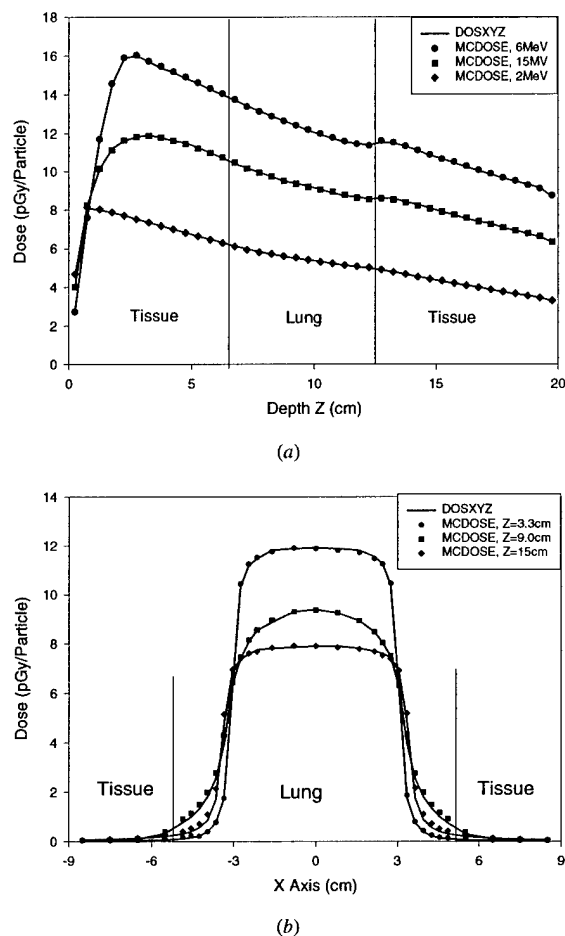 18
16
14
12
10
8
6
4
2
0
Dose (pGy/Particle)
DOSXYZ
MCDOSE, 6MeV
MCDOSE, 15MV
MCDOSE, 2MeV
Tissue Lung Tissue
0 5 10 15 20
Depth Z (cm)
(a)
14
12
10
8
6
4
2
0
Dose (pGy/Particle)
DOSXYZ
MCDOSE, Z=3.3cm
MCDOSE, Z=9.0cm
MCDOSE, Z=15cm
Tissue Lung Tissue
-9 -6 -3 0 3 6 9
X Axis (cm)
(b)